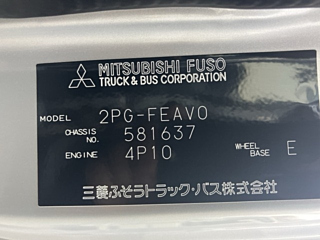 MITSUBISHI FUSO
TRUCK & BUS CORPORATION
MODEL 2PG-FEAV0
CHASSIS NO. 581637
ENGINE 4P10 WHEEL BASE E
三菱ふそうトラック・バス株式会社